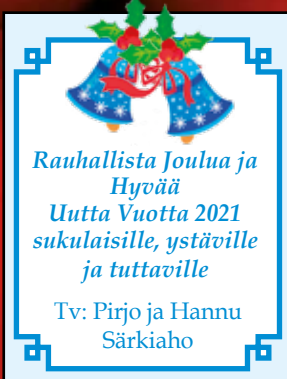 Rauhallista Joulua ja
Hyvää
Uutta Vuotta 2021
sukulaisille, ystäville
ja tuttaville
Tv: Pirjo ja Hannu
Särkiaho